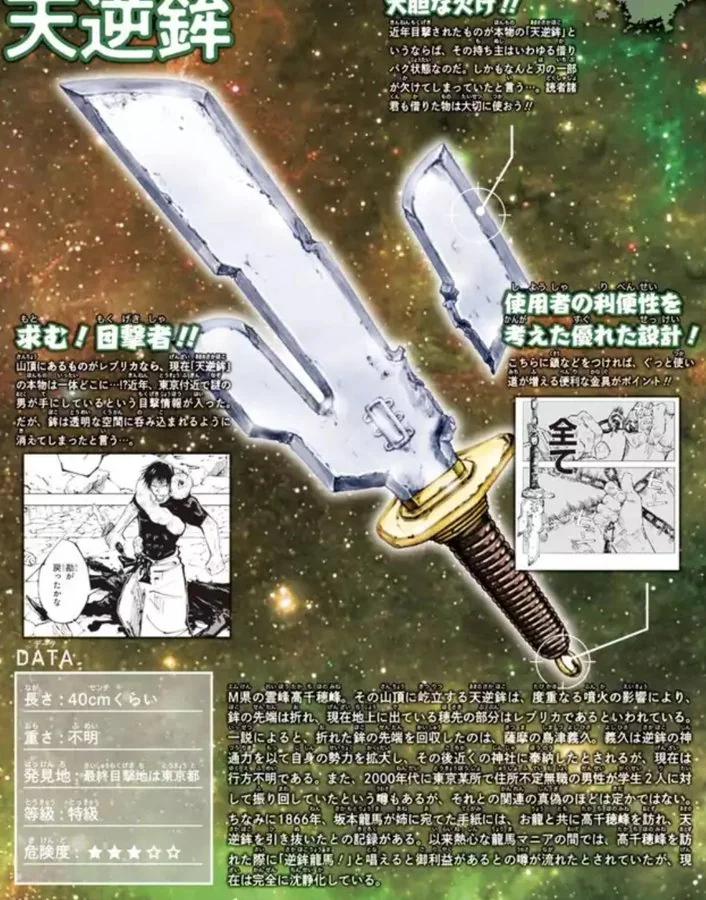 天逆鉾
大胆な欠け!!
近年目撃されたものが本物の「天逆鉾」と
いうならば、その持ち主はいわゆる借り
パク状態なのだ。しかもなんと刃の一部
が欠けてしまっていたと言う…。読者諸
君も借りた物は大切に使おう!!
使用者の利便性を
考えた優れた設計!
こちらに鎖などをつければ、ぐっと使い
道が増える便利な金具がポイント!!
全て
求む!目撃者!!
山頂にあるものがレプリカなら、現在「天逆鉾」
の本物は一体どこに…!?近年、東京付近で謎の
男が手にしているという目撃情報が入った。
だが、鉾は透明な空間に呑み込まれるように
消えてしまったと言う…。
勘が
戻ったかな
DATA
長さ:40cmくらい
重さ:不明
発見地:最終目撃地は東京都
等級:特級
危険度:★★★☆☆
M県の霊峰高千穂峰。その山頂に屹立する天逆鉾は、度重なる噴火の影響により、
鉾の先端は折れ、現在地上に出ている穂先の部分はレプリカであるといわれている。
一説によると、折れた鉾の先端を回収したのは、薩摩の島津義久。義久は逆鉾の神
通力を以て自身の勢力を拡大し、その後近くの神社に奉納したとされるが、現在は
行方不明である。また、2000年代に東京某所で住所不定無職の男性が学生2人に対
して振り回していたという噂もあるが、それとの関連の真偽のほどは定かではない。
ちなみに1866年、坂本龍馬が姉に宛てた手紙には、お龍と共に高千穂峰を訪れ、天
逆鉾を引き抜いたとの記録がある。以来熱心な龍馬マニアの間では、高千穂峰を訪
れた際に「逆鉾龍馬!」と唱えると御利益があるとの噂が流れたとされていたが、現
在は完全に沈静化している。